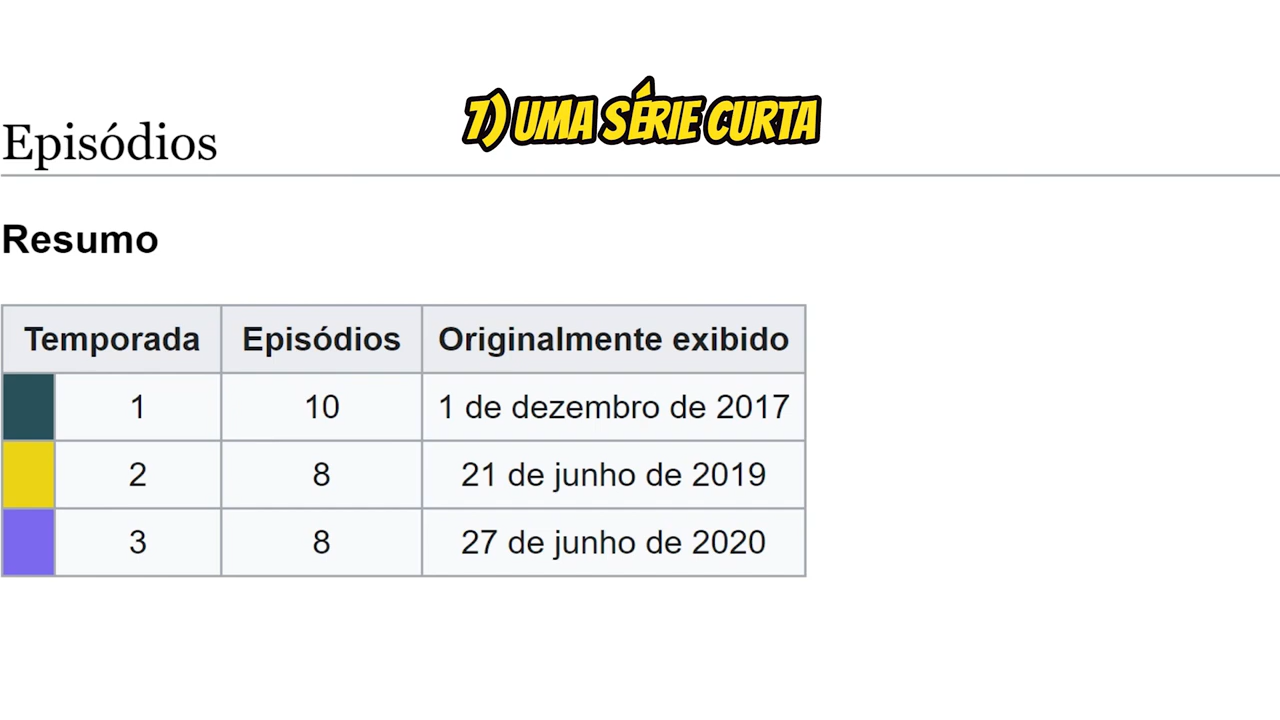 7) UMA SÉRIE CURTA
Episódios
Resumo
Temporada Episódios Originalmente exibido
1 10 1 de dezembro de 2017
2 8 21 de junho de 2019
3 8 27 de junho de 2020